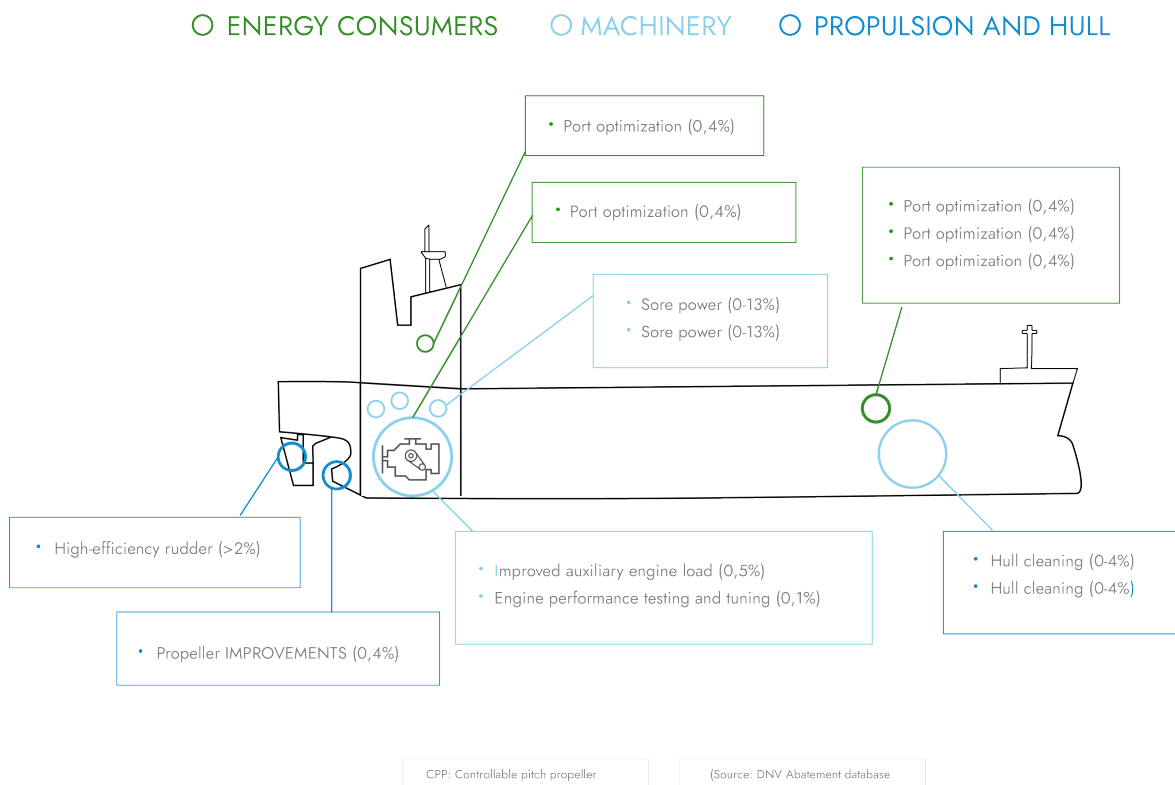 ENERGY CONSUMERS
MACHINERY
PROPULSION AND HULL
• Port optimization (0,4%)
• Port optimization (0,4%)
• Port optimization (0,4%)
• Port optimization (0,4%)
• Port optimization (0,4%)
• Sore power (0-13%)
• Sore power (0-13%)
• High-efficiency rudder (>2%)
• Improved auxiliary engine load (0,5%)
• Engine performance testing and tuning (0,1%)
• Hull cleaning (0-4%)
• Hull cleaning (0-4%)
• Propeller IMPROVEMENTS (0,4%)
CPP: Controllable pitch propeller
(Source: DNV Abatement database